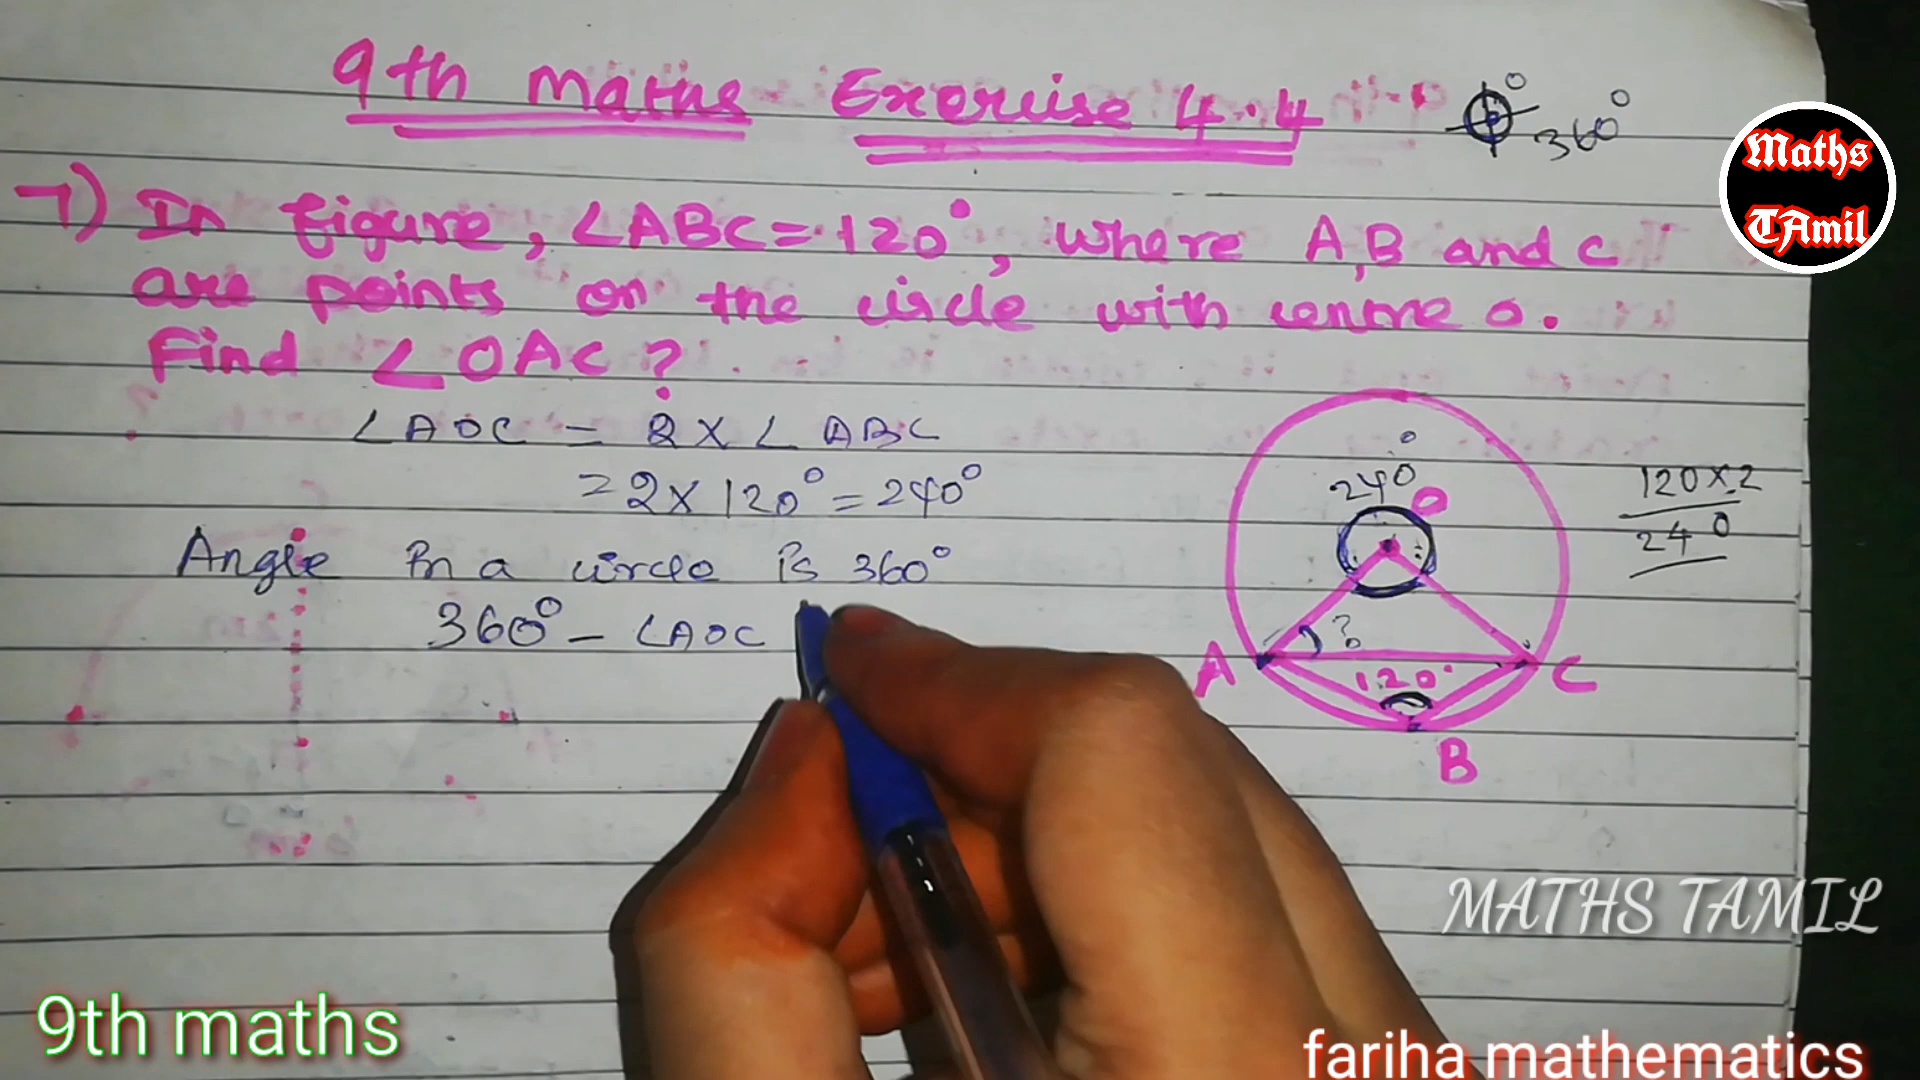 9th maths Exercise 4.4
360°
Maths
TAmil
7) In figure, ∠ABC = 120°, where A, B and C
are points on the circle with centre O.
Find ∠OAC?
∠AOC = 2 × ∠ABC
= 2 × 120° = 240°
Angle in a circle is 360°
360° - ∠AOC
240°
O
120 × 2
240
?
A
120°
C
B
MATHS TAMIL
9th maths
fariha mathematics